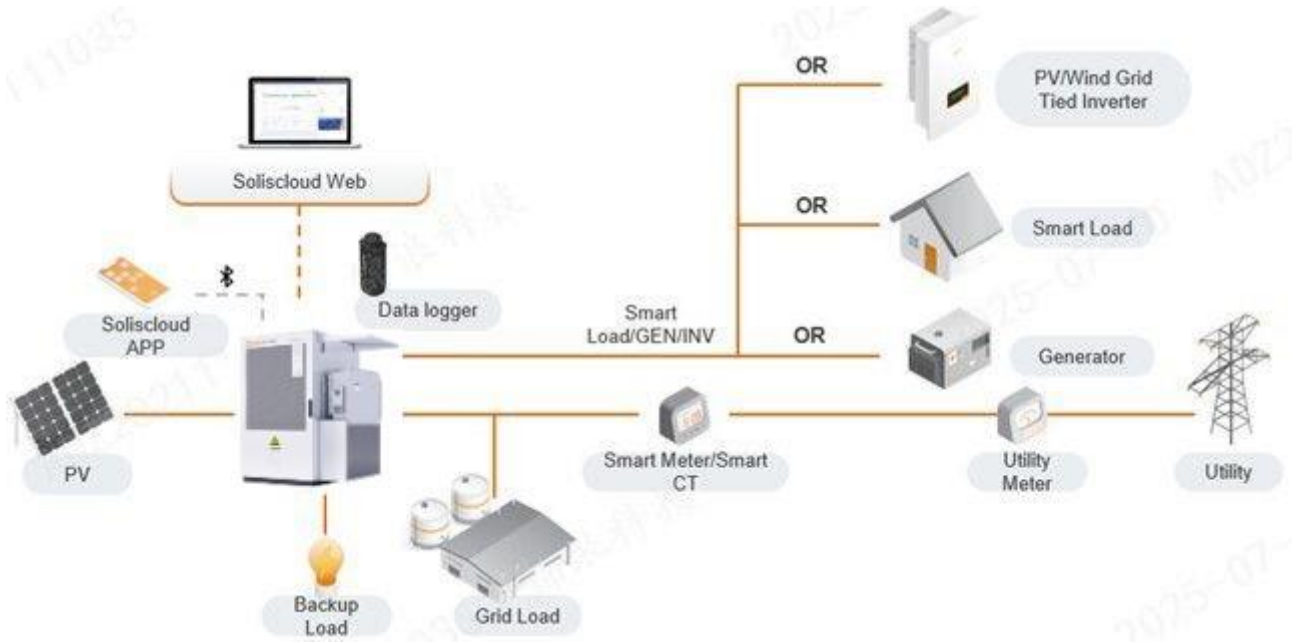 OR
PV/Wind Grid
Tied Inverter
Soliscloud Web
OR
Smart Load
Data logger
Soliscloud
APP
Smart
Load/GEN/INV
OR
Generator
PV
Smart Meter/Smart
CT
Utility
Meter
Utility
Backup
Load
Grid Load